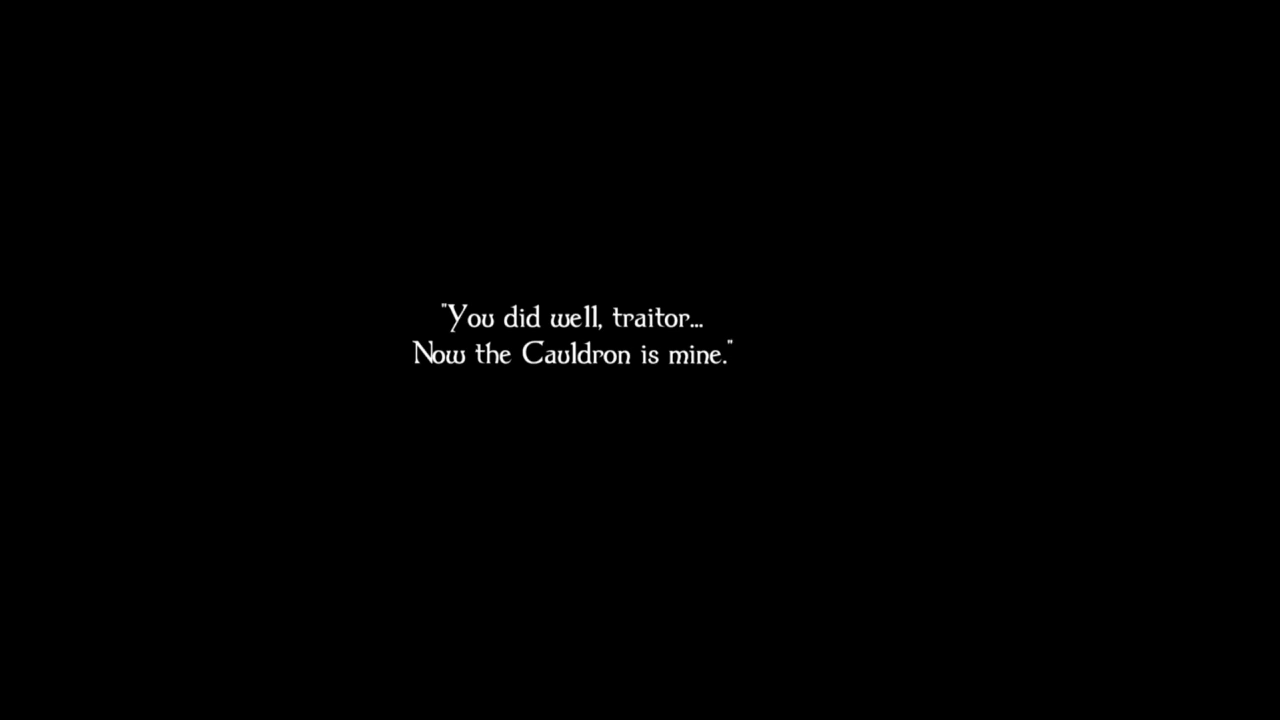 "You did well, traitor...
Now the Cauldron is mine."